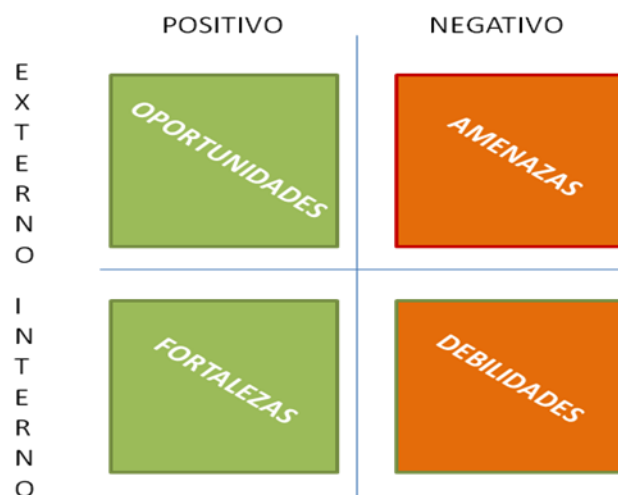 POSITIVO
NEGATIVO
EXTERNO
OPORTUNIDADES
AMENAZAS
INTERNO
FORTALEZAS
DEBILIDADES